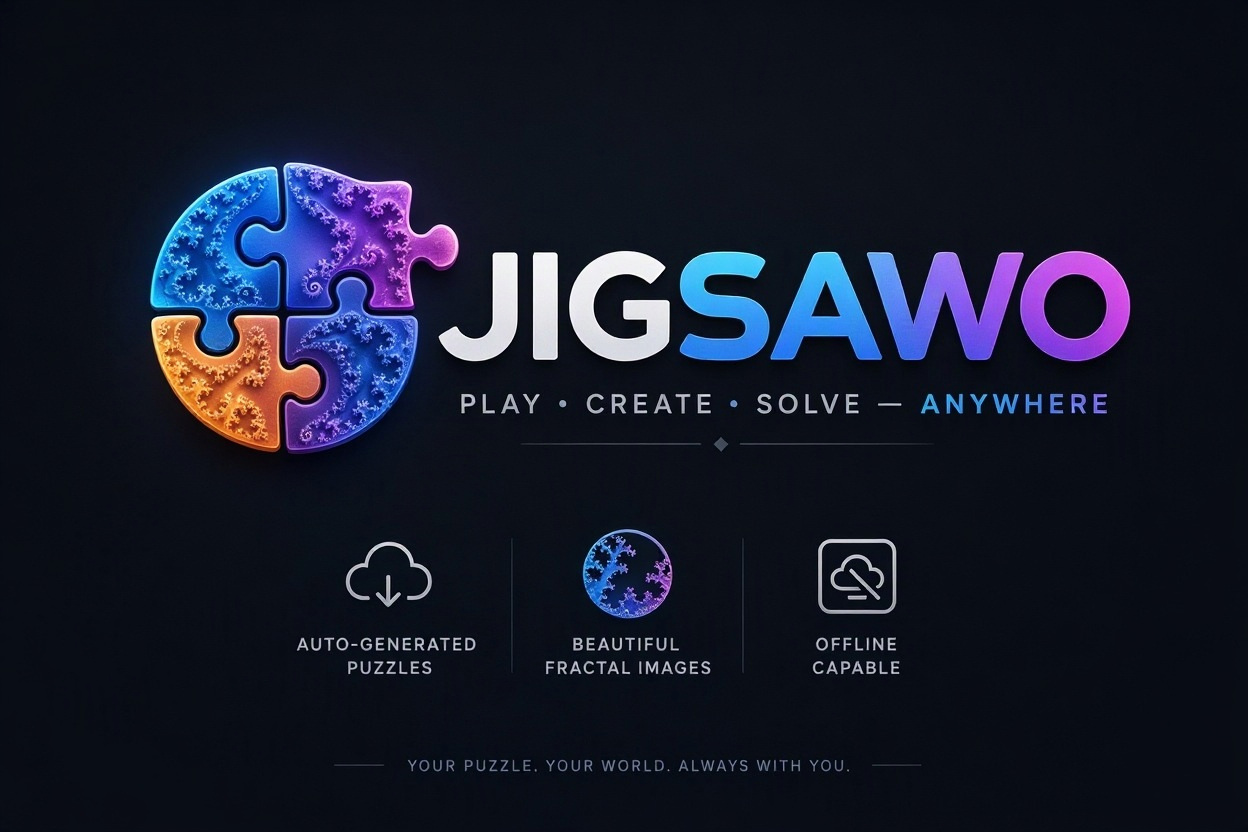 JIGSAWO
PLAY • CREATE • SOLVE — ANYWHERE
AUTO-GENERATED
PUZZLES
BEAUTIFUL
FRACTAL IMAGES
OFFLINE
CAPABLE
YOUR PUZZLE. YOUR WORLD. ALWAYS WITH YOU.